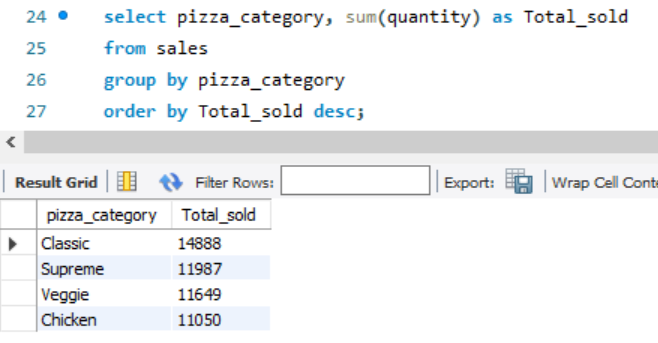 24 select pizza_category, sum(quantity) as Total_sold
25 from sales
26 group by pizza_category
27 order by Total_sold desc;
Result Grid Filter Rows: Export: Wrap Cell Conte
pizza_category Total_sold
Classic 14888
Supreme 11987
Veggie 11649
Chicken 11050